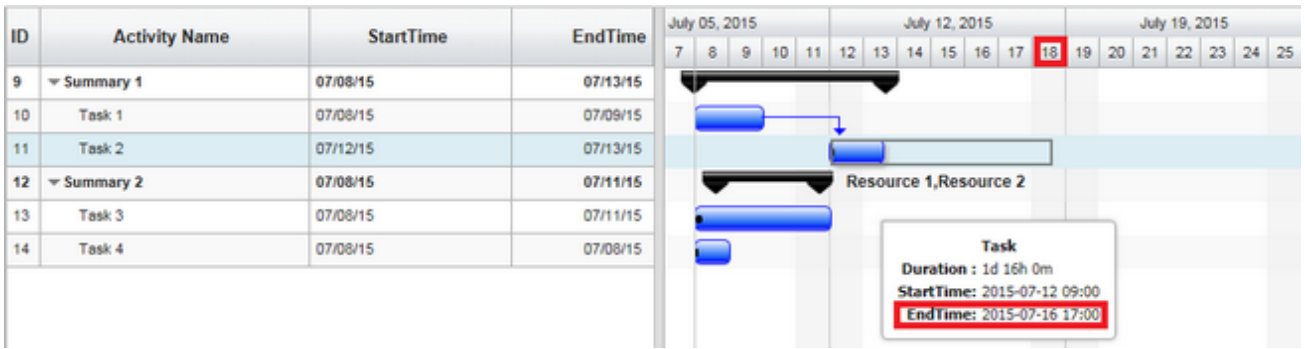 ID Activity Name StartTime EndTime July 05, 2015 July 12, 2015 July 19, 2015
7 8 9 10 11 12 13 14 15 16 17 18 19 20 21 22 23 24 25
9 Summary 1 07/08/15 07/13/15
10 Task 1 07/08/15 07/09/15
11 Task 2 07/12/15 07/13/15
12 Summary 2 07/08/15 07/11/15 Resource 1,Resource 2
13 Task 3 07/08/15 07/11/15
14 Task 4 07/08/15 07/08/15
Task
Duration : 1d 16h 0m
StartTime: 2015-07-12 09:00
EndTime: 2015-07-16 17:00